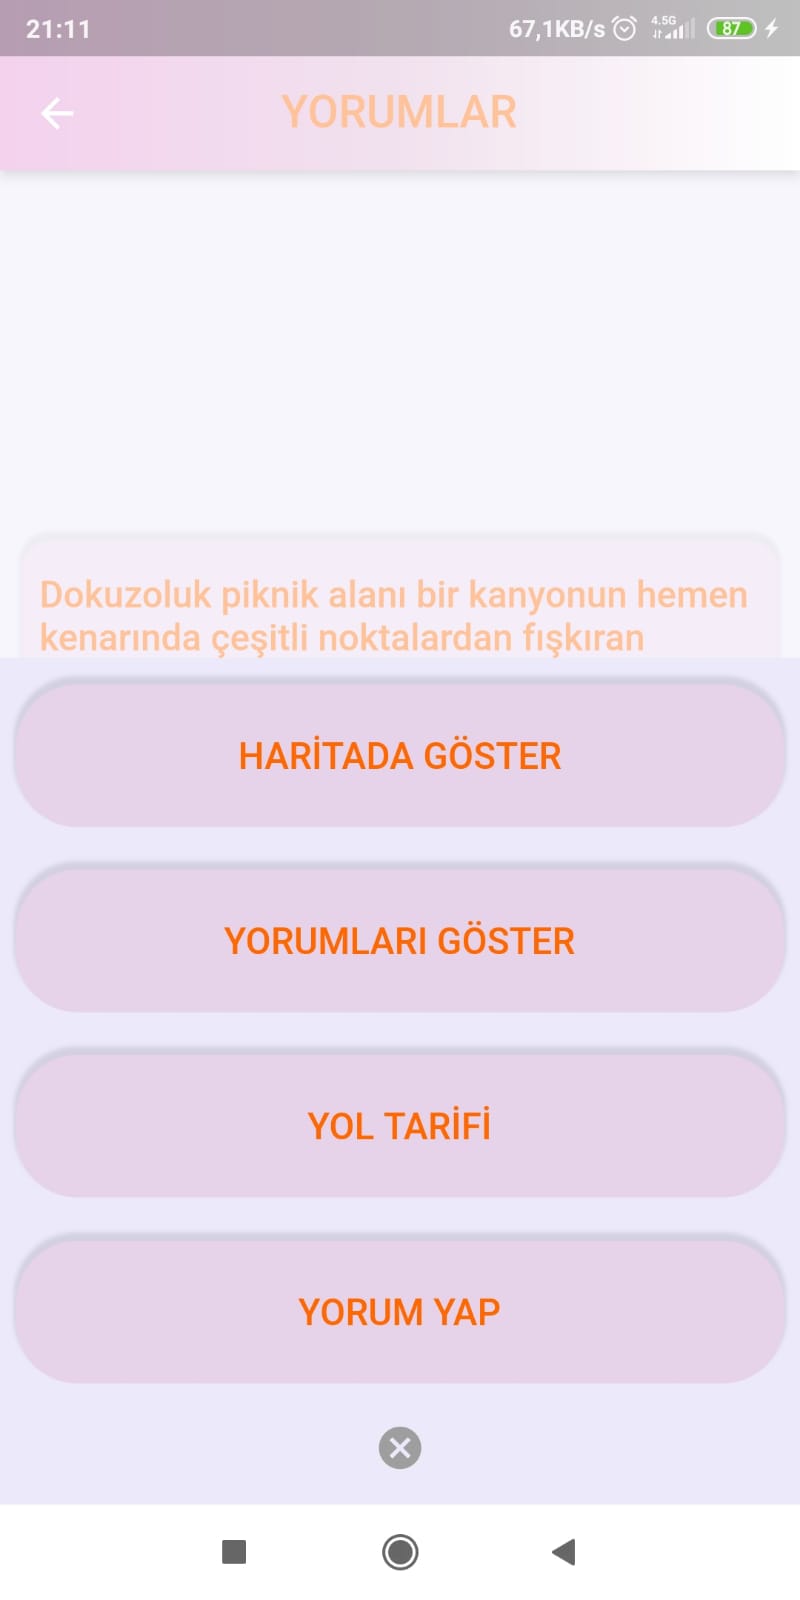 21:11
67,1KB/s 4.5G 87
YORUMLAR
Dokuzoluk piknik alanı bir kanyonun hemen
kenarında çeşitli noktalardan fışkıran
HARİTADA GÖSTER
YORUMLARI GÖSTER
YOL TARİFİ
YORUM YAP